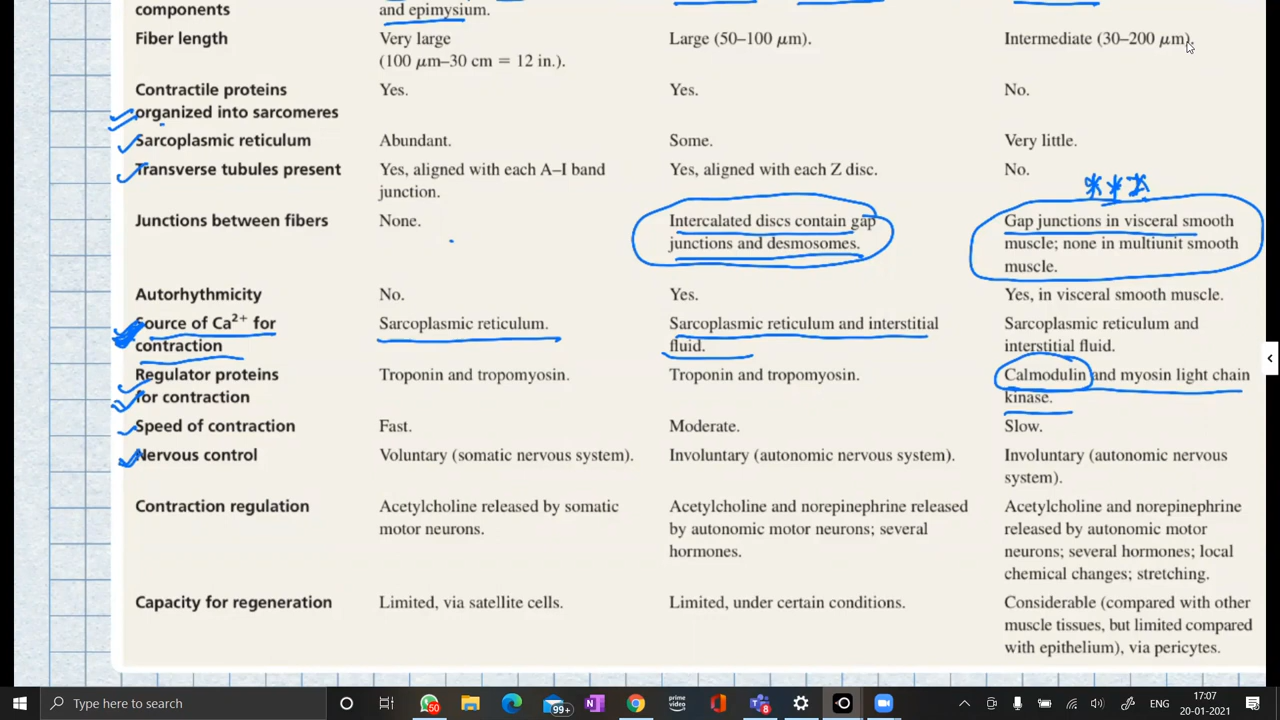 components
and epimysium.
Fiber length Very large Large (50–100 μm). Intermediate (30–200 μm).
(100 μm–30 cm = 12 in.).
Contractile proteins Yes. Yes. No.
organized into sarcomeres
Sarcoplasmic reticulum Abundant. Some. Very little.
Transverse tubules present Yes, aligned with each A–I band Yes, aligned with each Z disc. No.
junction.
Junctions between fibers None. Intercalated discs contain gap Gap junctions in visceral smooth
junctions and desmosomes. muscle; none in multiunit smooth
muscle.
Autorhythmicity No. Yes. Yes, in visceral smooth muscle.
Source of Ca2+ for Sarcoplasmic reticulum. Sarcoplasmic reticulum and interstitial Sarcoplasmic reticulum and
contraction fluid. interstitial fluid.
Regulator proteins Troponin and tropomyosin. Troponin and tropomyosin. Calmodulin and myosin light chain
for contraction kinase.
Speed of contraction Fast. Moderate. Slow.
Nervous control Voluntary (somatic nervous system). Involuntary (autonomic nervous system). Involuntary (autonomic nervous
system).
Contraction regulation Acetylcholine released by somatic Acetylcholine and norepinephrine released Acetylcholine and norepinephrine
motor neurons. by autonomic motor neurons; several released by autonomic motor
hormones. neurons; several hormones; local
chemical changes; stretching.
Capacity for regeneration Limited, via satellite cells. Limited, under certain conditions. Considerable (compared with other
muscle tissues, but limited compared
with epithelium), via pericytes.
Type here to search 50 99+ prime video 8 ENG 17:07
20-01-2021